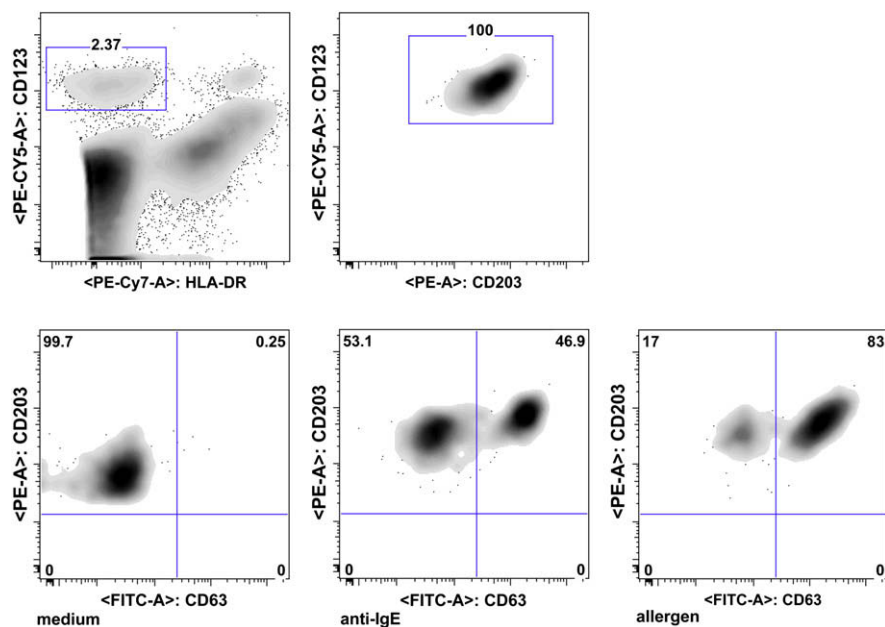 2.37
<PE-CY5-A>: CD123
<PE-Cy7-A>: HLA-DR
100
<PE-CY5-A>: CD123
<PE-A>: CD203
99.7 0.25
<PE-A>: CD203
0 0
<FITC-A>: CD63
medium
53.1 46.9
<PE-A>: CD203
0 0
<FITC-A>: CD63
anti-IgE
17 83
<PE-A>: CD203
0 0
<FITC-A>: CD63
allergen